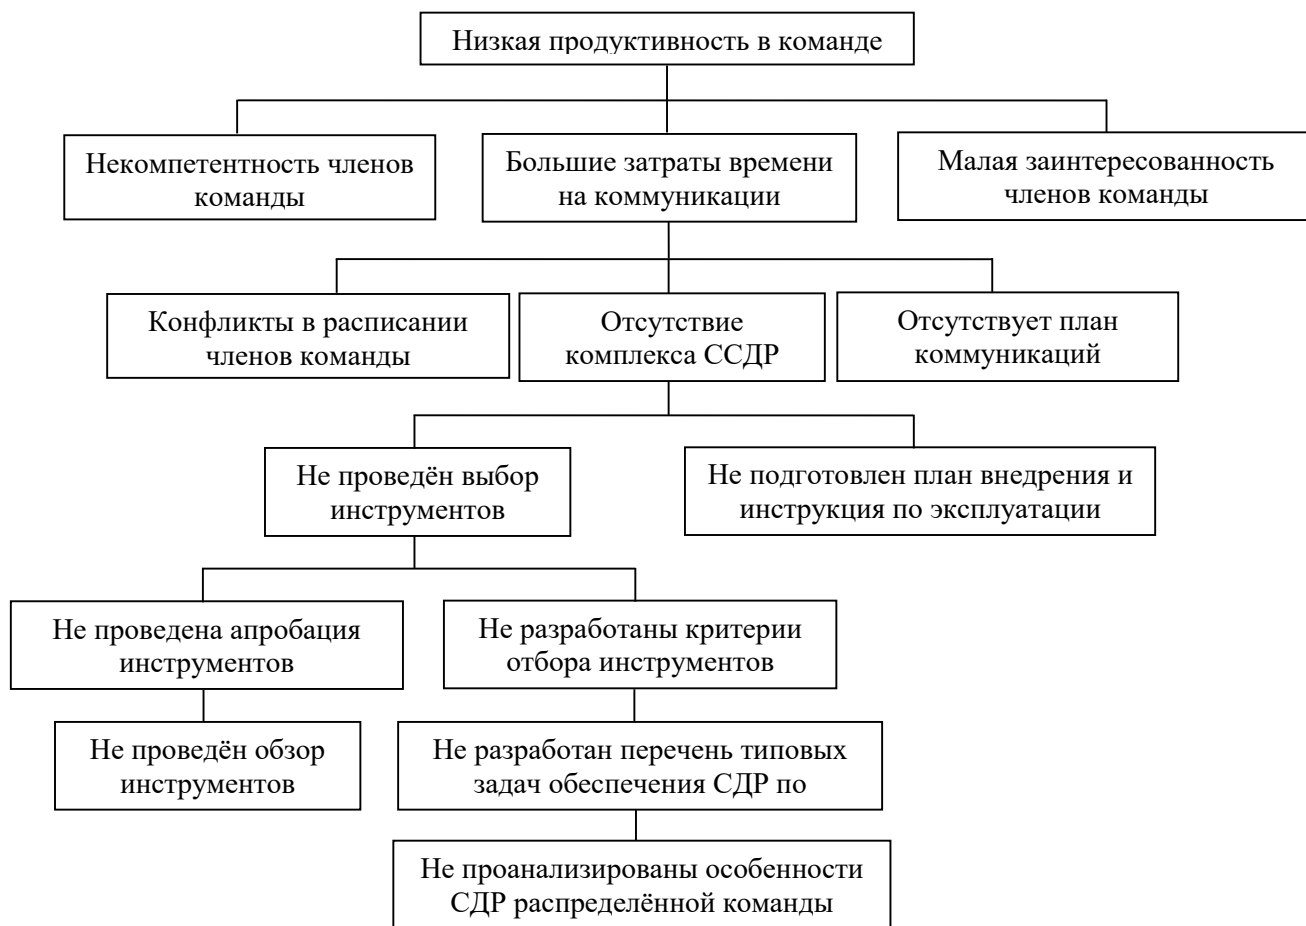 Низкая продуктивность в команде
Некомпетентность членов
команды
Большие затраты времени
на коммуникации
Малая заинтересованность
членов команды
Конфликты в расписании
членов команды
Отсутствие
комплекса ССДР
Отсутствует план
коммуникаций
Не проведён выбор
инструментов
Не подготовлен план внедрения и
инструкция по эксплуатации
Не проведена апробация
инструментов
Не разработаны критерии
отбора инструментов
Не проведён обзор
инструментов
Не разработан перечень типовых
задач обеспечения СДР по
Не проанализированы особенности
СДР распределённой команды